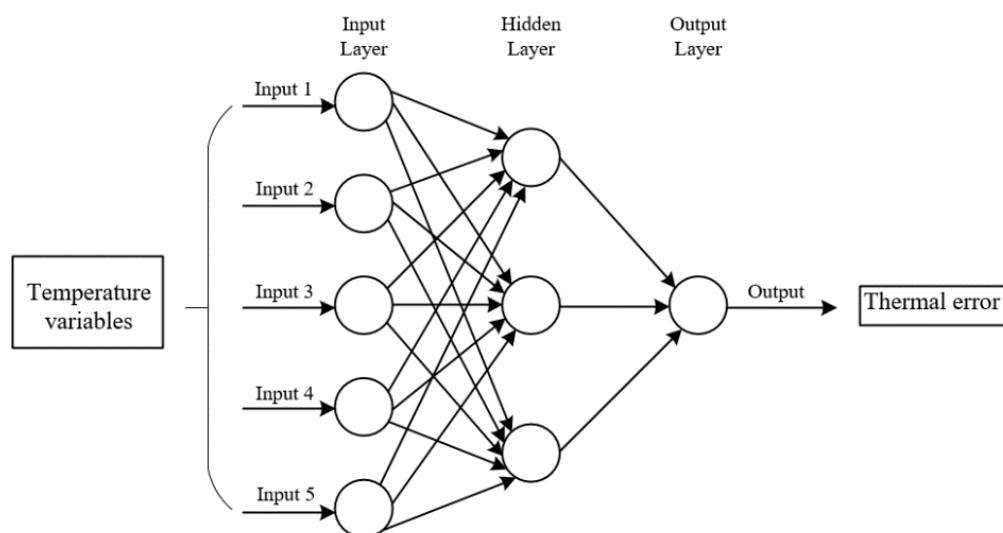 Input
Layer
Hidden
Layer
Output
Layer
Input 1
Input 2
Input 3
Input 4
Input 5
Temperature
variables
Output
Thermal error